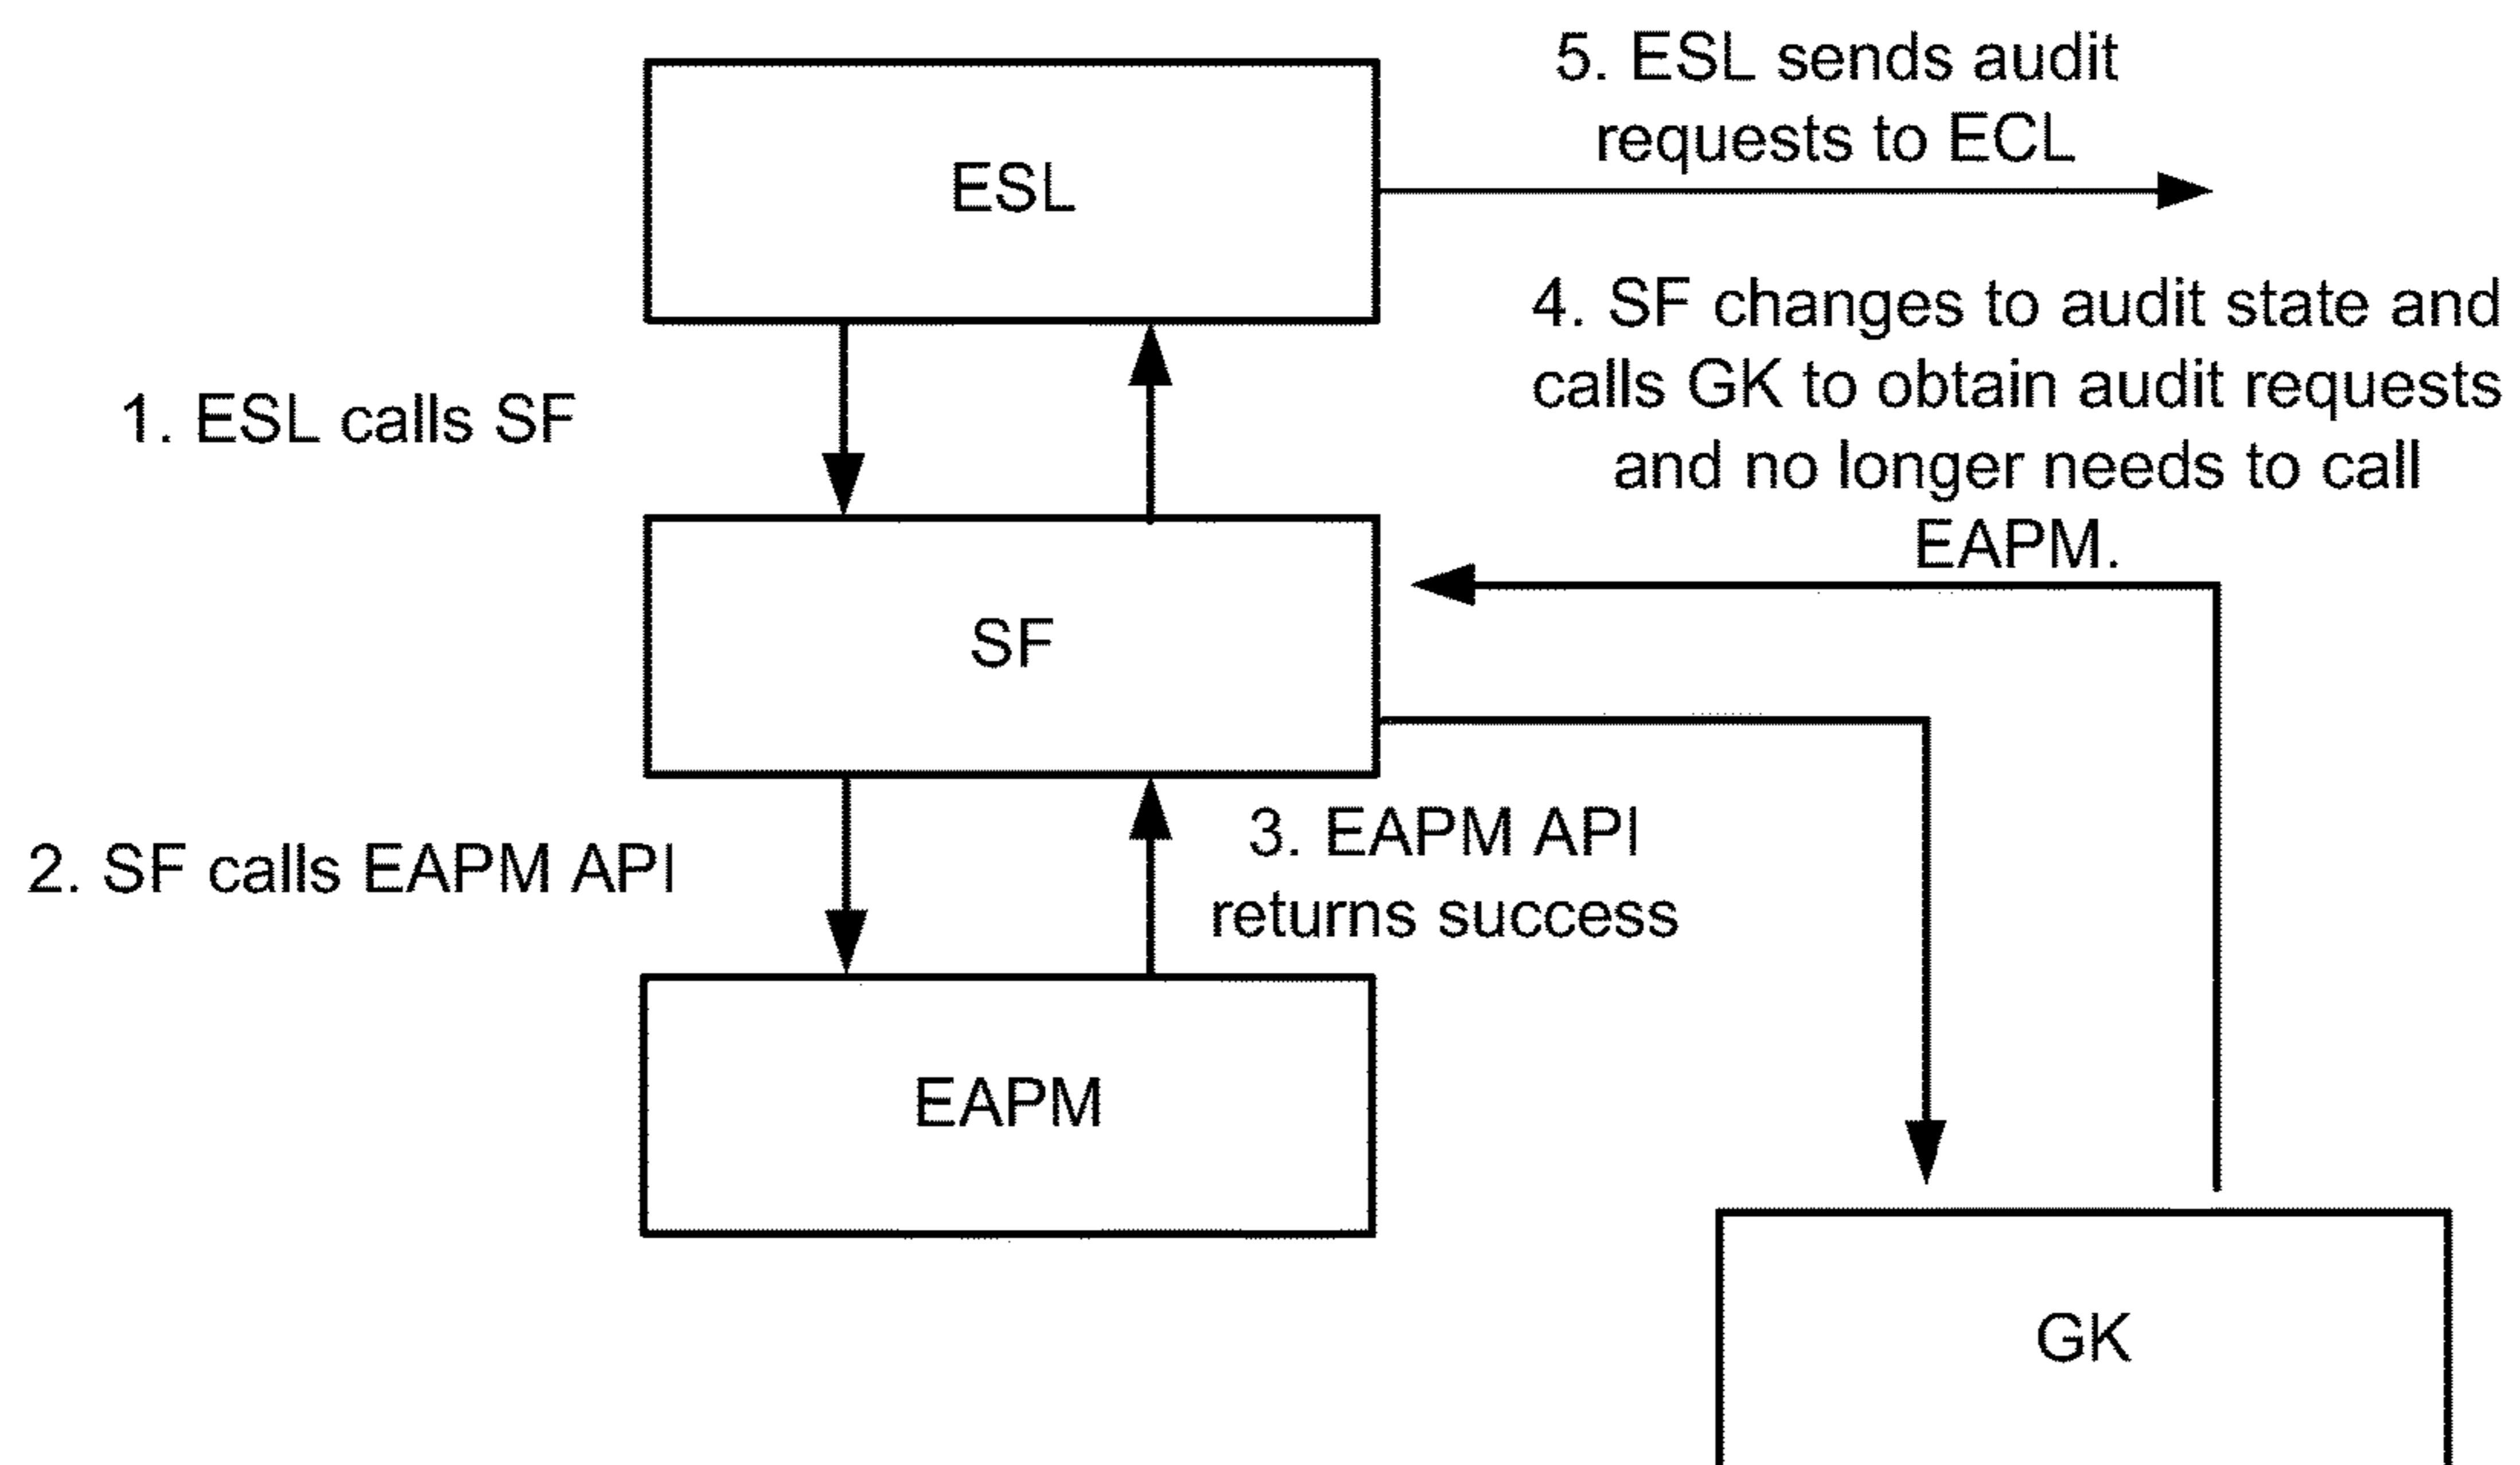 5. ESL sends audit
requests to ECL
ESL
4. SF changes to audit state and
calls GK to obtain audit requests
and no longer needs to call
EAPM.
1. ESL calls SF
SF
3. EAPM API
returns success
2. SF calls EAPM API
EAPM
GK